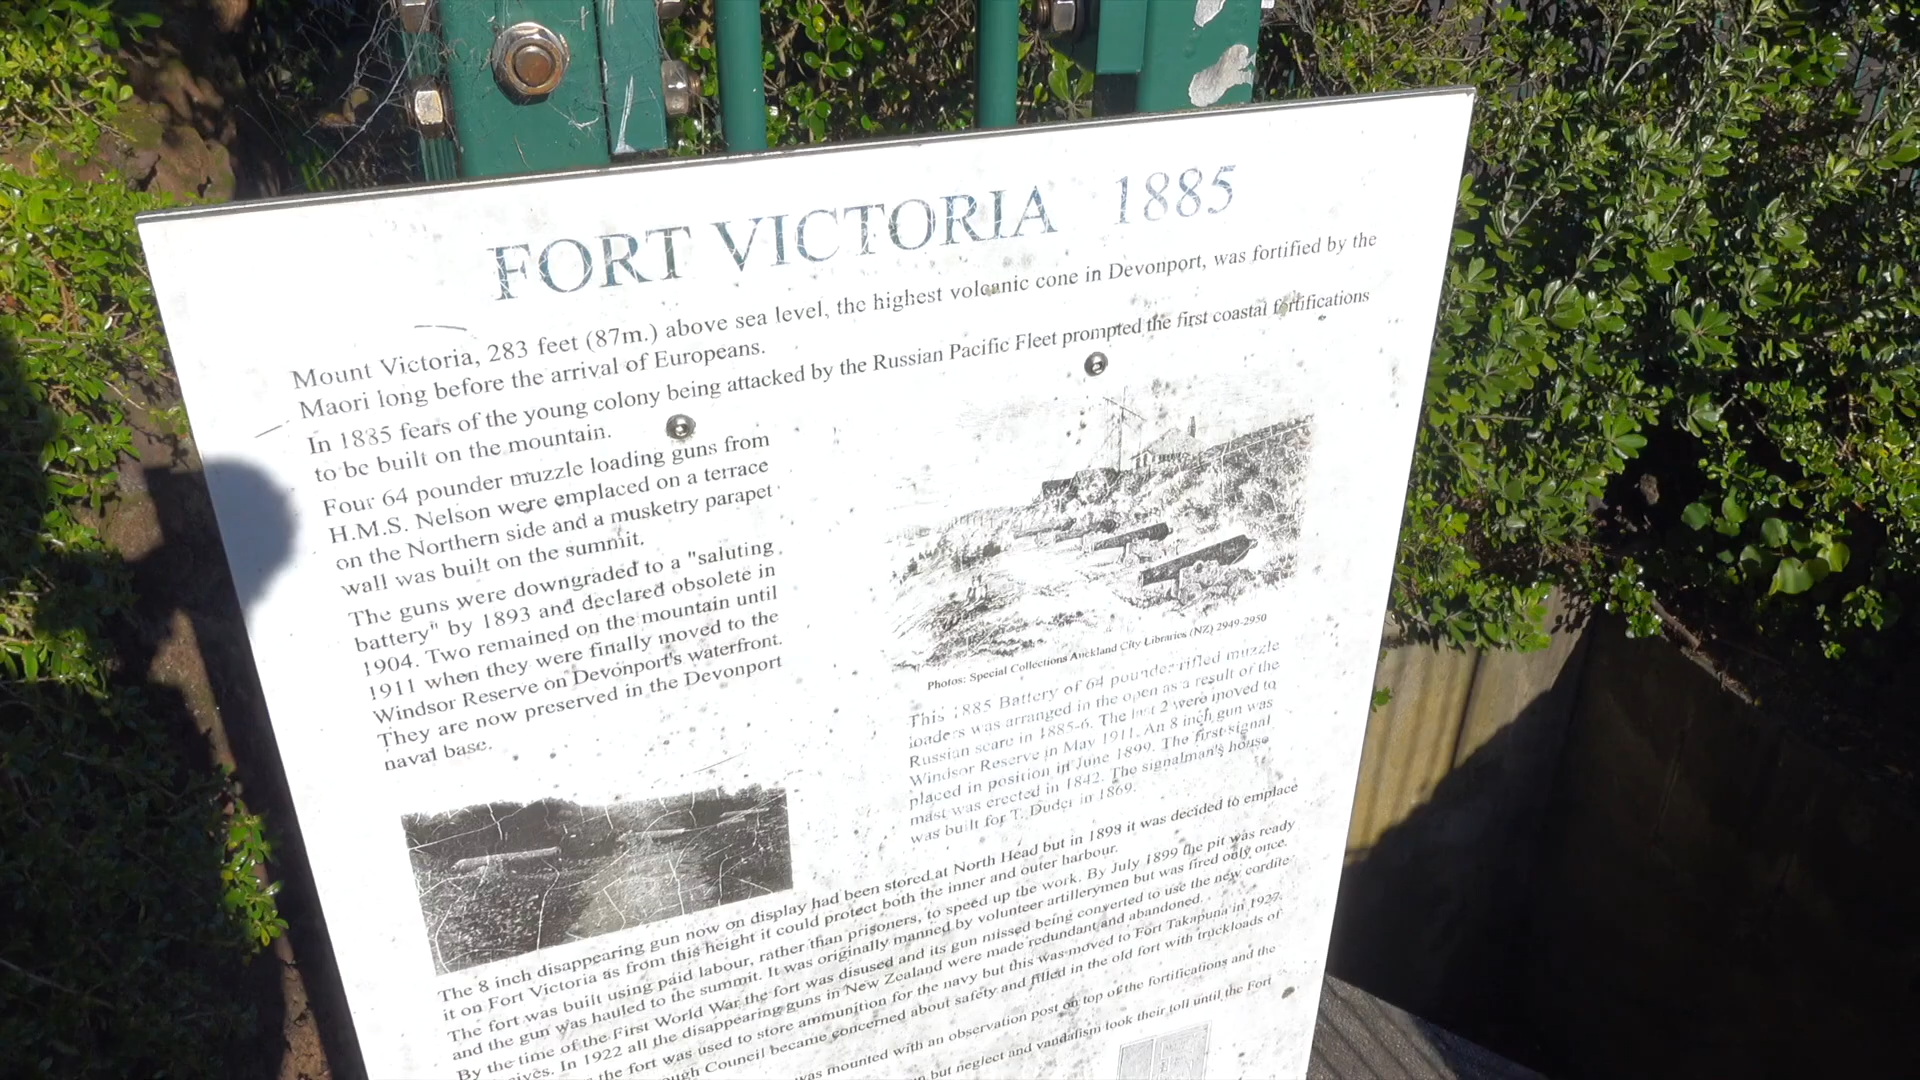 FORT VICTORIA 1885
Mount Victoria, 283 feet (87m.) above sea level, the highest volcanic cone in Devonport, was fortified by the
Maori long before the arrival of Europeans.
In 1885 fears of the young colony being attacked by the Russian Pacific Fleet prompted the first coastal fortifications
to be built on the mountain.
Four 64 pounder muzzle loading guns from
H.M.S. Nelson were emplaced on a terrace
on the Northern side and a musketry parapet
wall was built on the summit.
The guns were downgraded to a "saluting
battery" by 1893 and declared obsolete in
1904. Two remained on the mountain until
1911 when they were finally moved to the
Windsor Reserve on Devonport's waterfront.
They are now preserved in the Devonport
naval base.
Photos: Special Collections Auckland City Libraries (NZ) 2949-2950
This 1885 Battery of 64 pounder rifled muzzle
loaders was arranged in the open as a result of the
Russian scare in 1885-6. The last 2 were moved to
Windsor Reserve in May 1911. An 8 inch gun was
placed in position in June 1899. The first signal
mast was erected in 1842. The signalman's house
was built for T. Duder in 1869.
The 8 inch disappearing gun now on display had been stored at North Head but in 1898 it was decided to emplace
it on Fort Victoria as from this height it could protect both the inner and outer harbour.
The fort was built using paid labour, rather than prisoners, to speed up the work. By July 1899 the pit was ready
and the gun was hauled to the summit. It was originally manned by volunteer artillerymen but was fired only once.
By the time of the First World War the fort was disused and its gun missed being converted to use the new cordite
In 1922 all the disappearing guns in New Zealand were made redundant and abandoned.
the fort was used to store ammunition for the navy but this was moved to Fort Takapuna in 1927.
Council became concerned about safety and filled in the old fort with truckloads of
was mounted with an observation post on top of the fortifications and the
but neglect and vandalism took their toll until the Fort